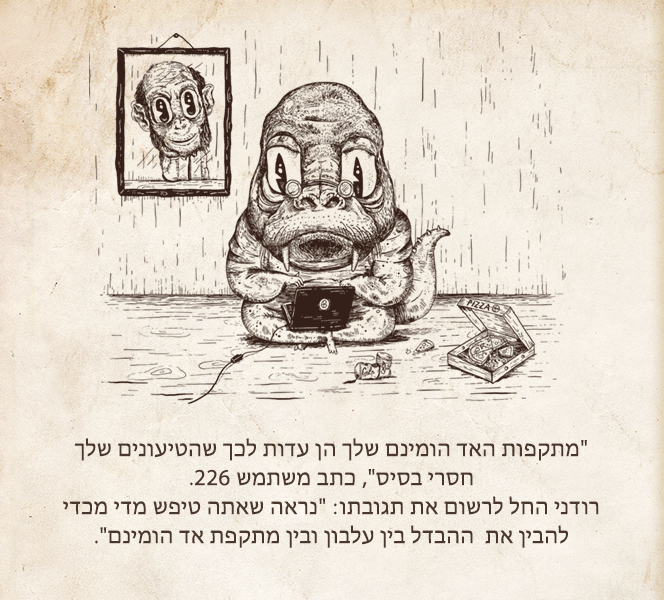 PIZZA
"מתקפות האד הומינם שלך הן עדות לכך שהטיעונים שלך
חסרי בסיס", כתב משתמש 226.
רודני החל לרשום את תגובתו: "נראה שאתה טיפש מדי מכדי
להבין את  ההבדל בין עלבון ובין מתקפת אד הומינם".